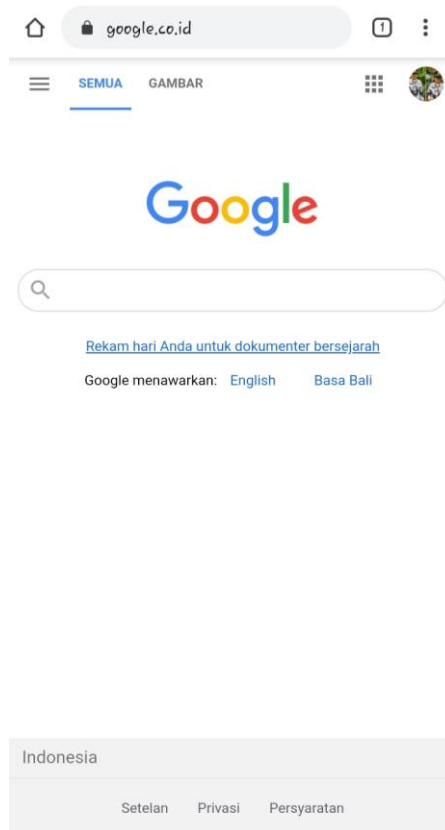 google.co.id 1
SEMUA GAMBAR
Google
Rekam hari Anda untuk dokumenter bersejarah
Google menawarkan: English Basa Bali
Indonesia
Setelan Privasi Persyaratan